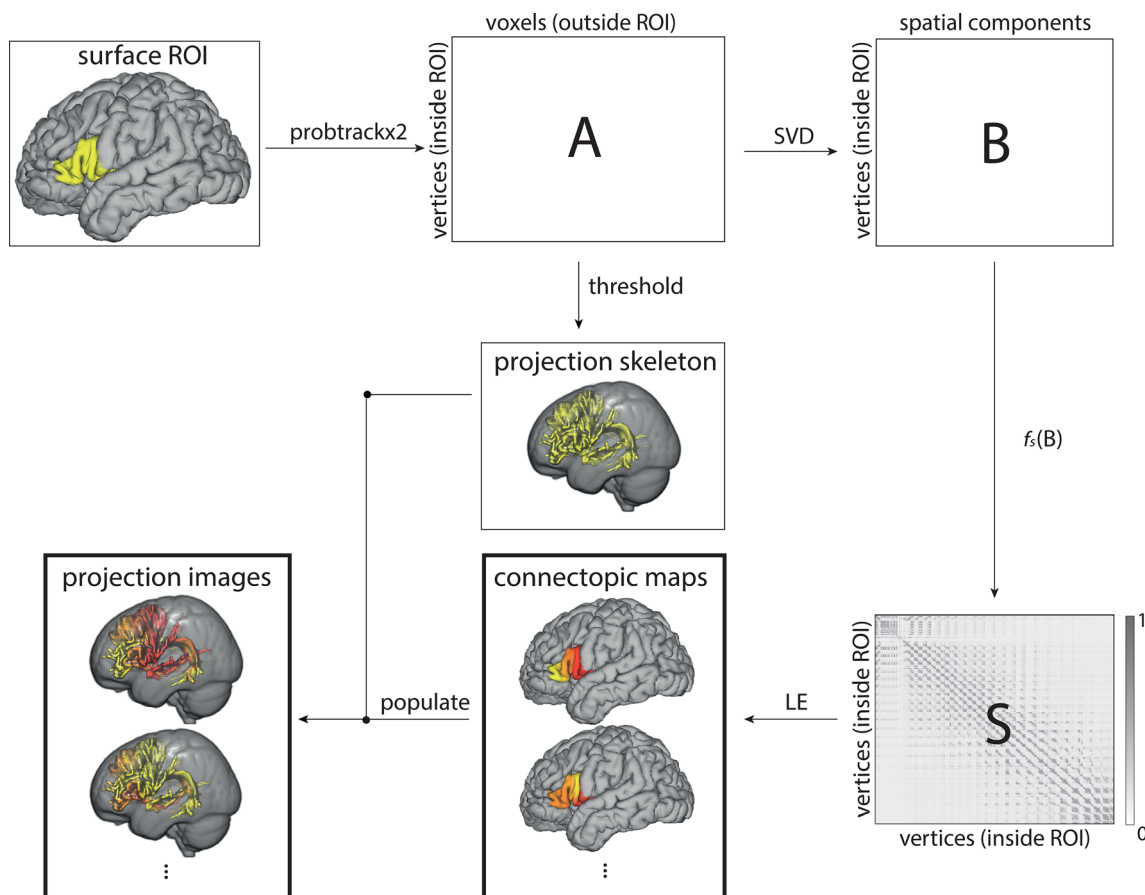 surface ROI
probtrackx2
voxels (outside ROI)
vertices (inside ROI)
A
SVD
spatial components
vertices (inside ROI)
B
threshold
projection skeleton
fs(B)
projection images
populate
connectopic maps
LE
vertices (inside ROI)
S
1
0
vertices (inside ROI)